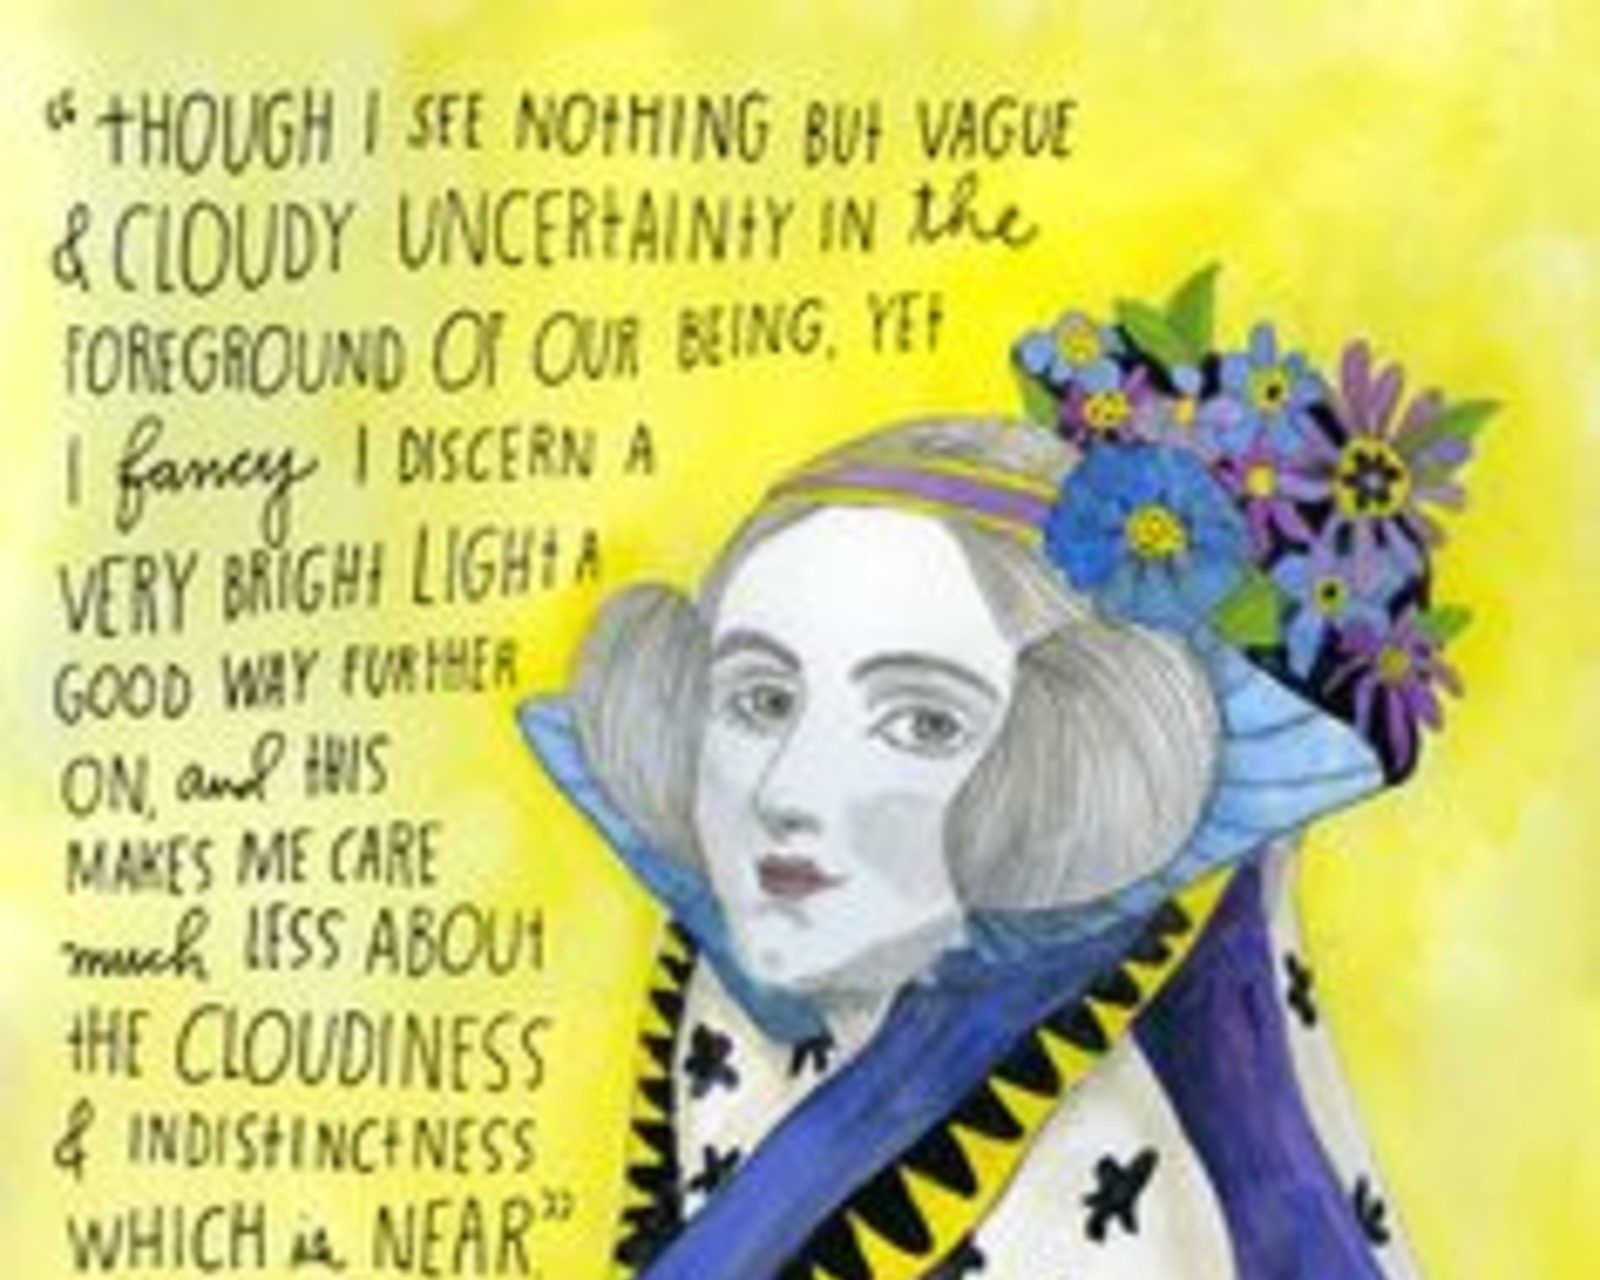 “THOUGH I SEE NOTHING BUT VAGUE
& CLOUDY UNCERTAINTY IN the
FOREGROUND OF OUR BEING, YET
I fancy I DISCERN A
VERY BRIGHT LIGHT A
GOOD WAY FURTHER
ON, and THIS
MAKES ME CARE
much LESS ABOUT
THE CLOUDINESS
& INDISTINCTNESS
WHICH is NEAR”